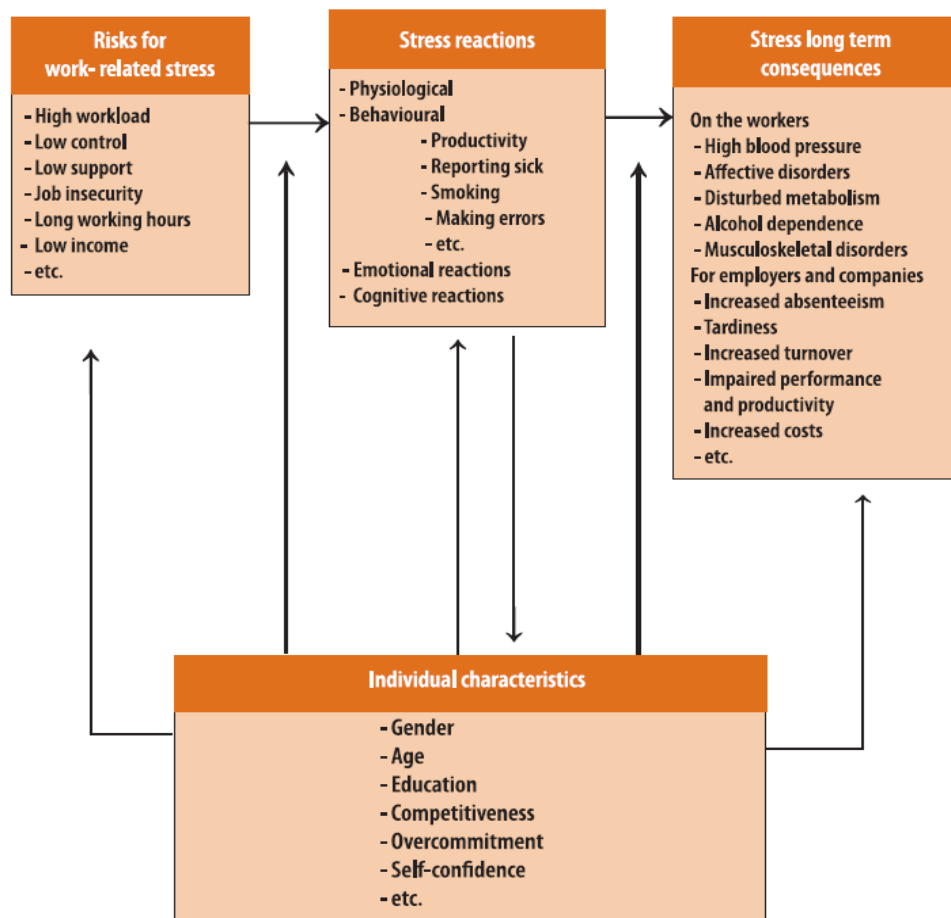 Risks for
work- related stress
- High workload
- Low control
- Low support
- Job insecurity
- Long working hours
- Low income
- etc.
Stress reactions
- Physiological
- Behavioural
- Productivity
- Reporting sick
- Smoking
- Making errors
- etc.
- Emotional reactions
- Cognitive reactions
Stress long term
consequences
On the workers
- High blood pressure
- Affective disorders
- Disturbed metabolism
- Alcohol dependence
- Musculoskeletal disorders
For employers and companies
- Increased absenteeism
- Tardiness
- Increased turnover
- Impaired performance
and productivity
- Increased costs
- etc.
Individual characteristics
- Gender
- Age
- Education
- Competitiveness
- Overcommitment
- Self-confidence
- etc.